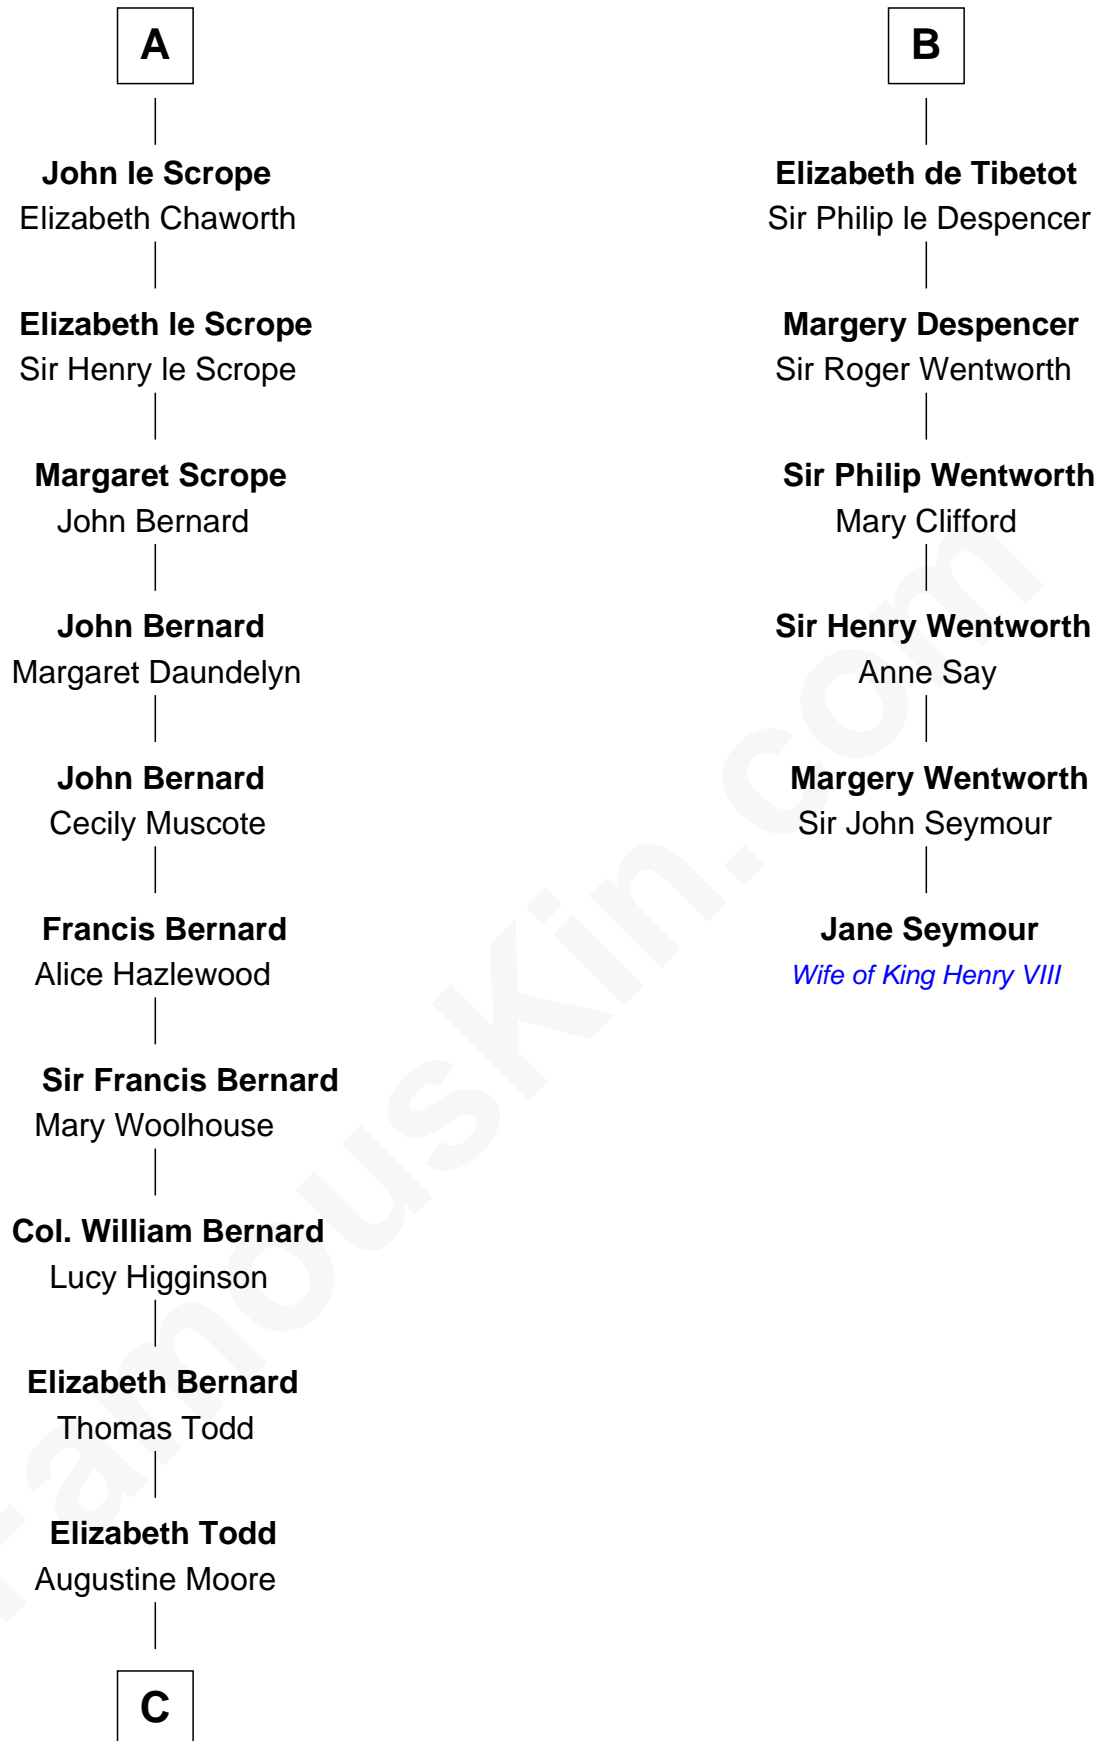 A
John le Scrope
Elizabeth Chaworth
Elizabeth le Scrope
Sir Henry le Scrope
Margaret Scrope
John Bernard
John Bernard
Margaret Daundelyn
John Bernard
Cecily Muscote
Francis Bernard
Alice Hazlewood
Sir Francis Bernard
Mary Woolhouse
Col. William Bernard
Lucy Higginson
Elizabeth Bernard
Thomas Todd
Elizabeth Todd
Augustine Moore
C
B
Elizabeth de Tibetot
Sir Philip le Despencer
Margery Despencer
Sir Roger Wentworth
Sir Philip Wentworth
Mary Clifford
Sir Henry Wentworth
Anne Say
Margery Wentworth
Sir John Seymour
Jane Seymour
Wife of King Henry VIII
FamousKin.com